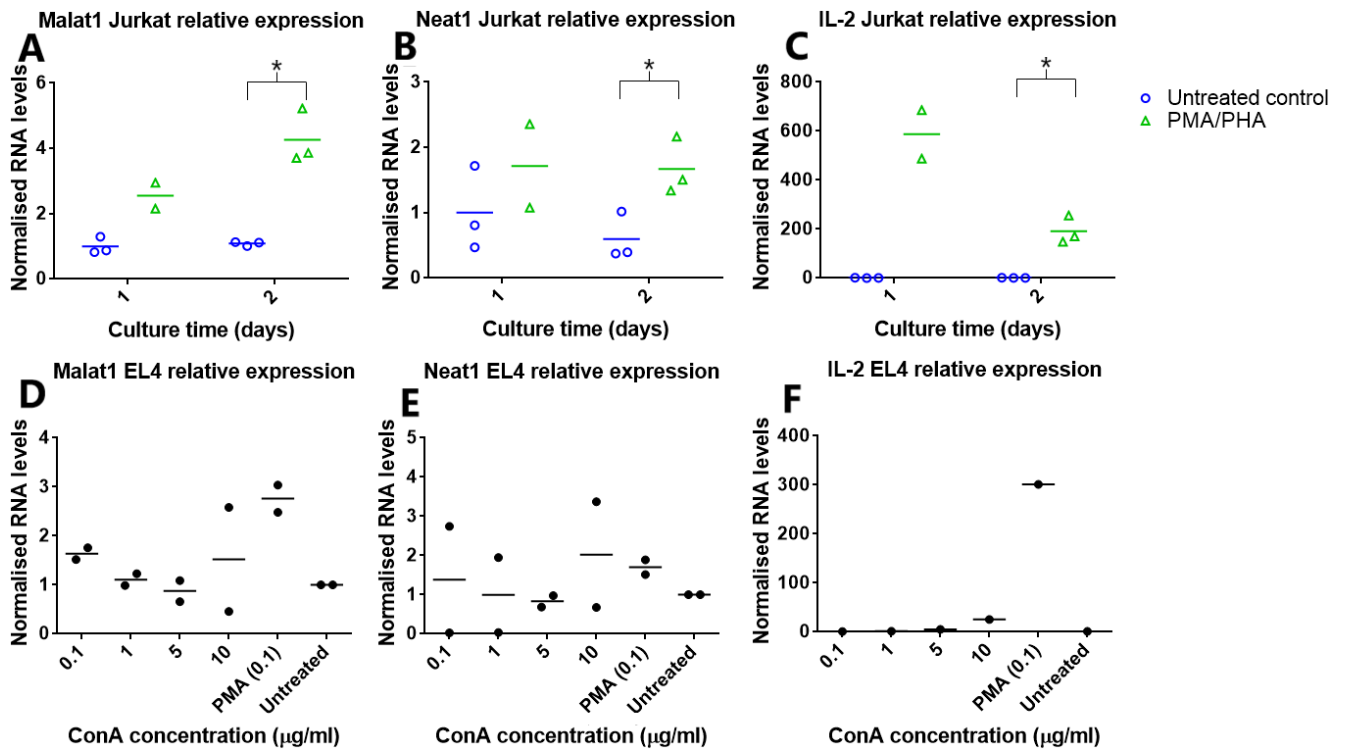 Malat1 Jurkat relative expression
A
Normalised RNA levels
6
4
2
0
*
1
2
Culture time (days)
Neat1 Jurkat relative expression
B
Normalised RNA levels
3
2
1
0
*
1
2
Culture time (days)
IL-2 Jurkat relative expression
C
Normalised RNA levels
800
600
400
200
0
*
1
2
Culture time (days)
Untreated control
PMA/PHA
Malat1 EL4 relative expression
D
Normalised RNA levels
4
3
2
1
0
0.1
1
5
10
PMA (0.1)
Untreated
ConA concentration (μg/ml)
Neat1 EL4 relative expression
E
Normalised RNA levels
5
4
3
2
1
0
0.1
1
5
10
PMA (0.1)
Untreated
ConA concentration (μg/ml)
IL-2 EL4 relative expression
F
Normalised RNA levels
400
300
200
100
0
0.1
1
5
10
PMA (0.1)
Untreated
ConA concentration (μg/ml)